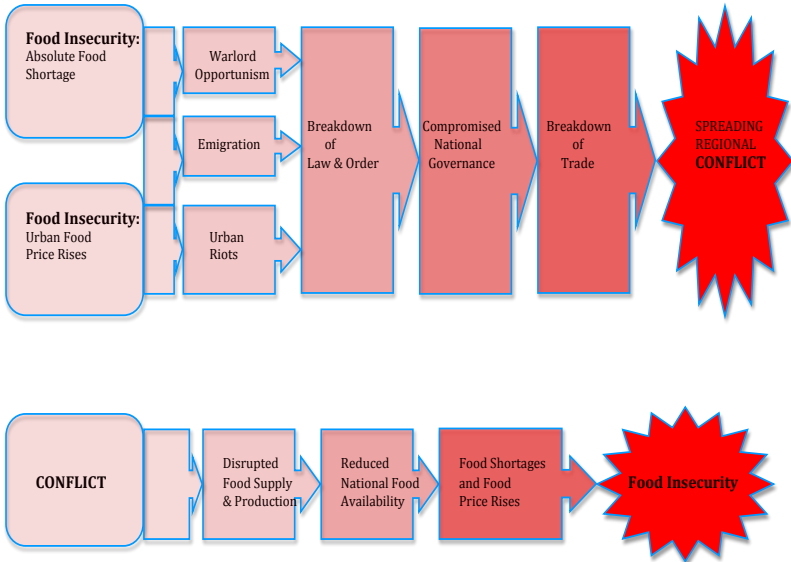 Food Insecurity:
Absolute Food
Shortage
Food Insecurity:
Urban Food
Price Rises
Warlord
Opportunism
Emigration
Urban
Riots
Breakdown
of
Law & Order
Compromised
National
Governance
Breakdown
of
Trade
SPREADING
REGIONAL
CONFLICT
CONFLICT
Disrupted
Food Supply
& Production
Reduced
National Food
Availability
Food Shortages
and Food
Price Rises
Food Insecurity